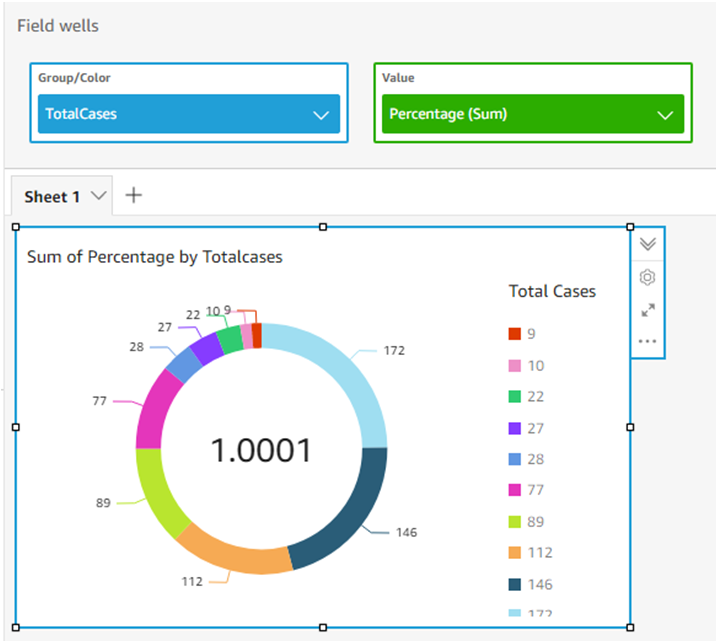 Field wells
Group/Color
Value
TotalCases
Percentage (Sum)
Sheet 1
Sum of Percentage by Totalcases
Total Cases
9
10
22
27
28
77
89
112
146
172
22 10 9
27
28
77
89
112
172
146
1.0001